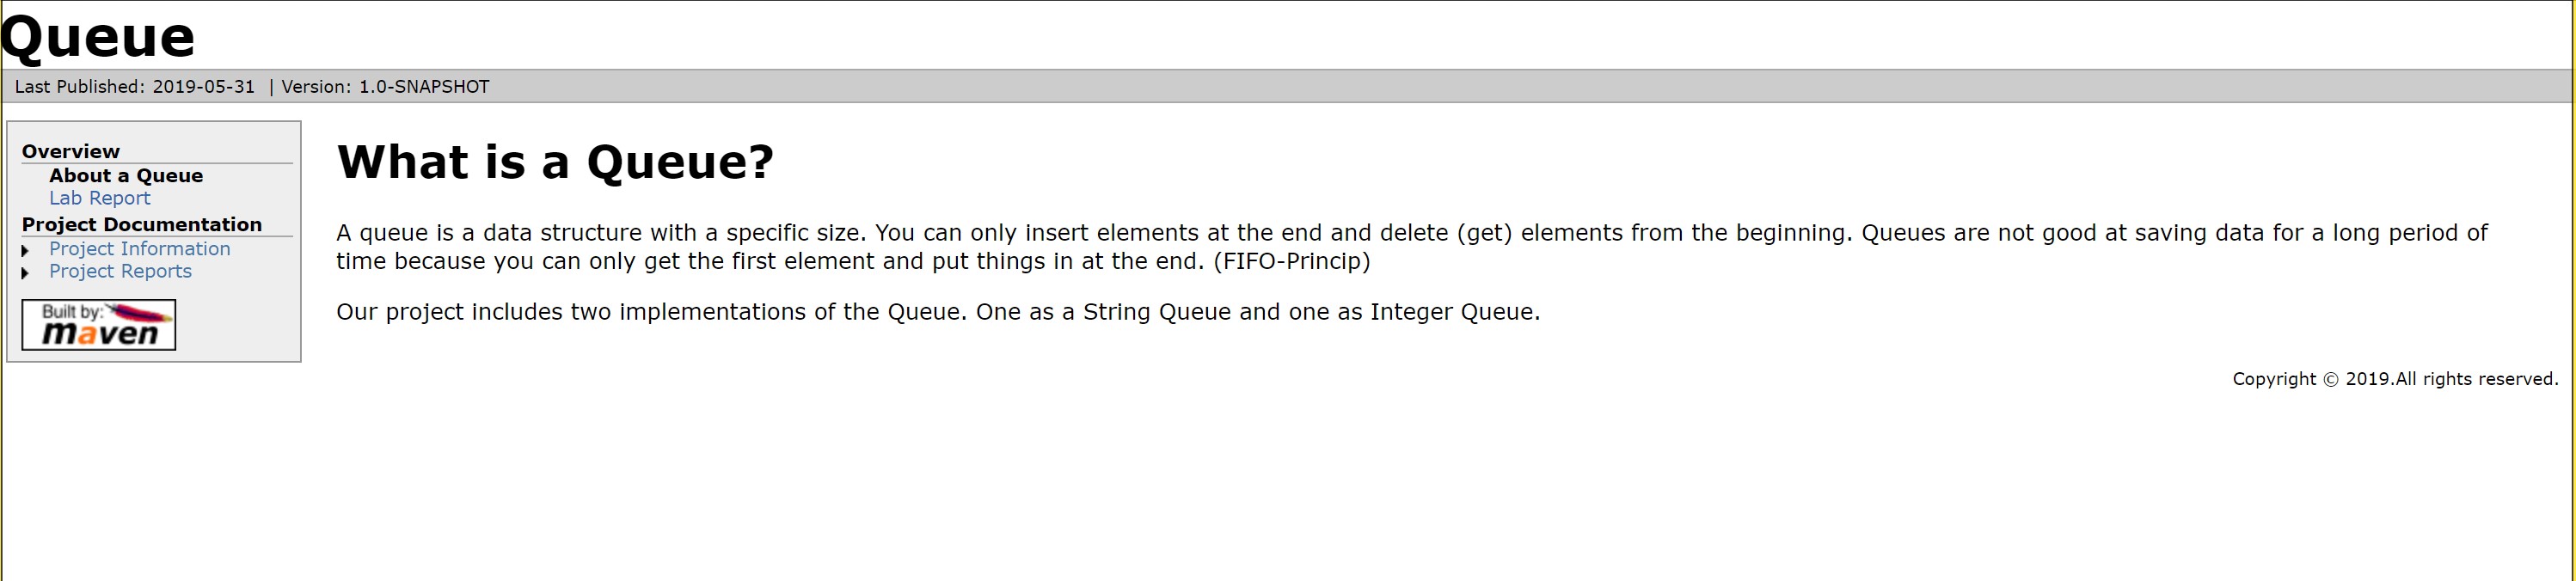 Queue
Last Published: 2019-05-31 | Version: 1.0-SNAPSHOT
Overview
About a Queue
Lab Report
Project Documentation
Project Information
Project Reports
Built by:
maven
What is a Queue?
A queue is a data structure with a specific size. You can only insert elements at the end and delete (get) elements from the beginning. Queues are not good at saving data for a long period of
time because you can only get the first element and put things in at the end. (FIFO-Princip)
Our project includes two implementations of the Queue. One as a String Queue and one as Integer Queue.
Copyright © 2019.All rights reserved.